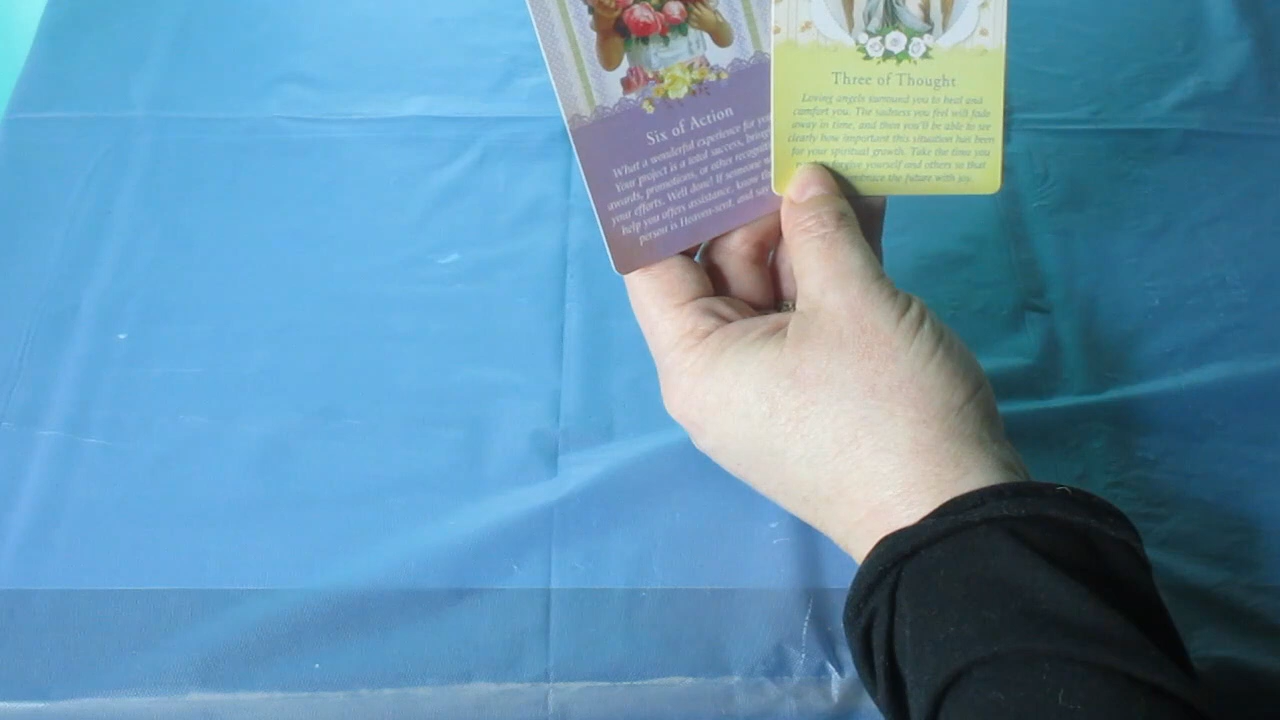 Six of Action
What a wonderful experience for you
Your project is a total success, bringing
awards, promotions, or other recognition
your efforts. Well done! If someone
help you offers assistance, know
person is Heaven-sent, and say
Three of Thought
Loving angels surround you to heal and
comfort you. The sadness you feel will fade
away in time, and then you'll be able to see
clearly how important this situation has been
for your spiritual growth. Take the time you
forgive yourself and others so that
embrace the future with joy.